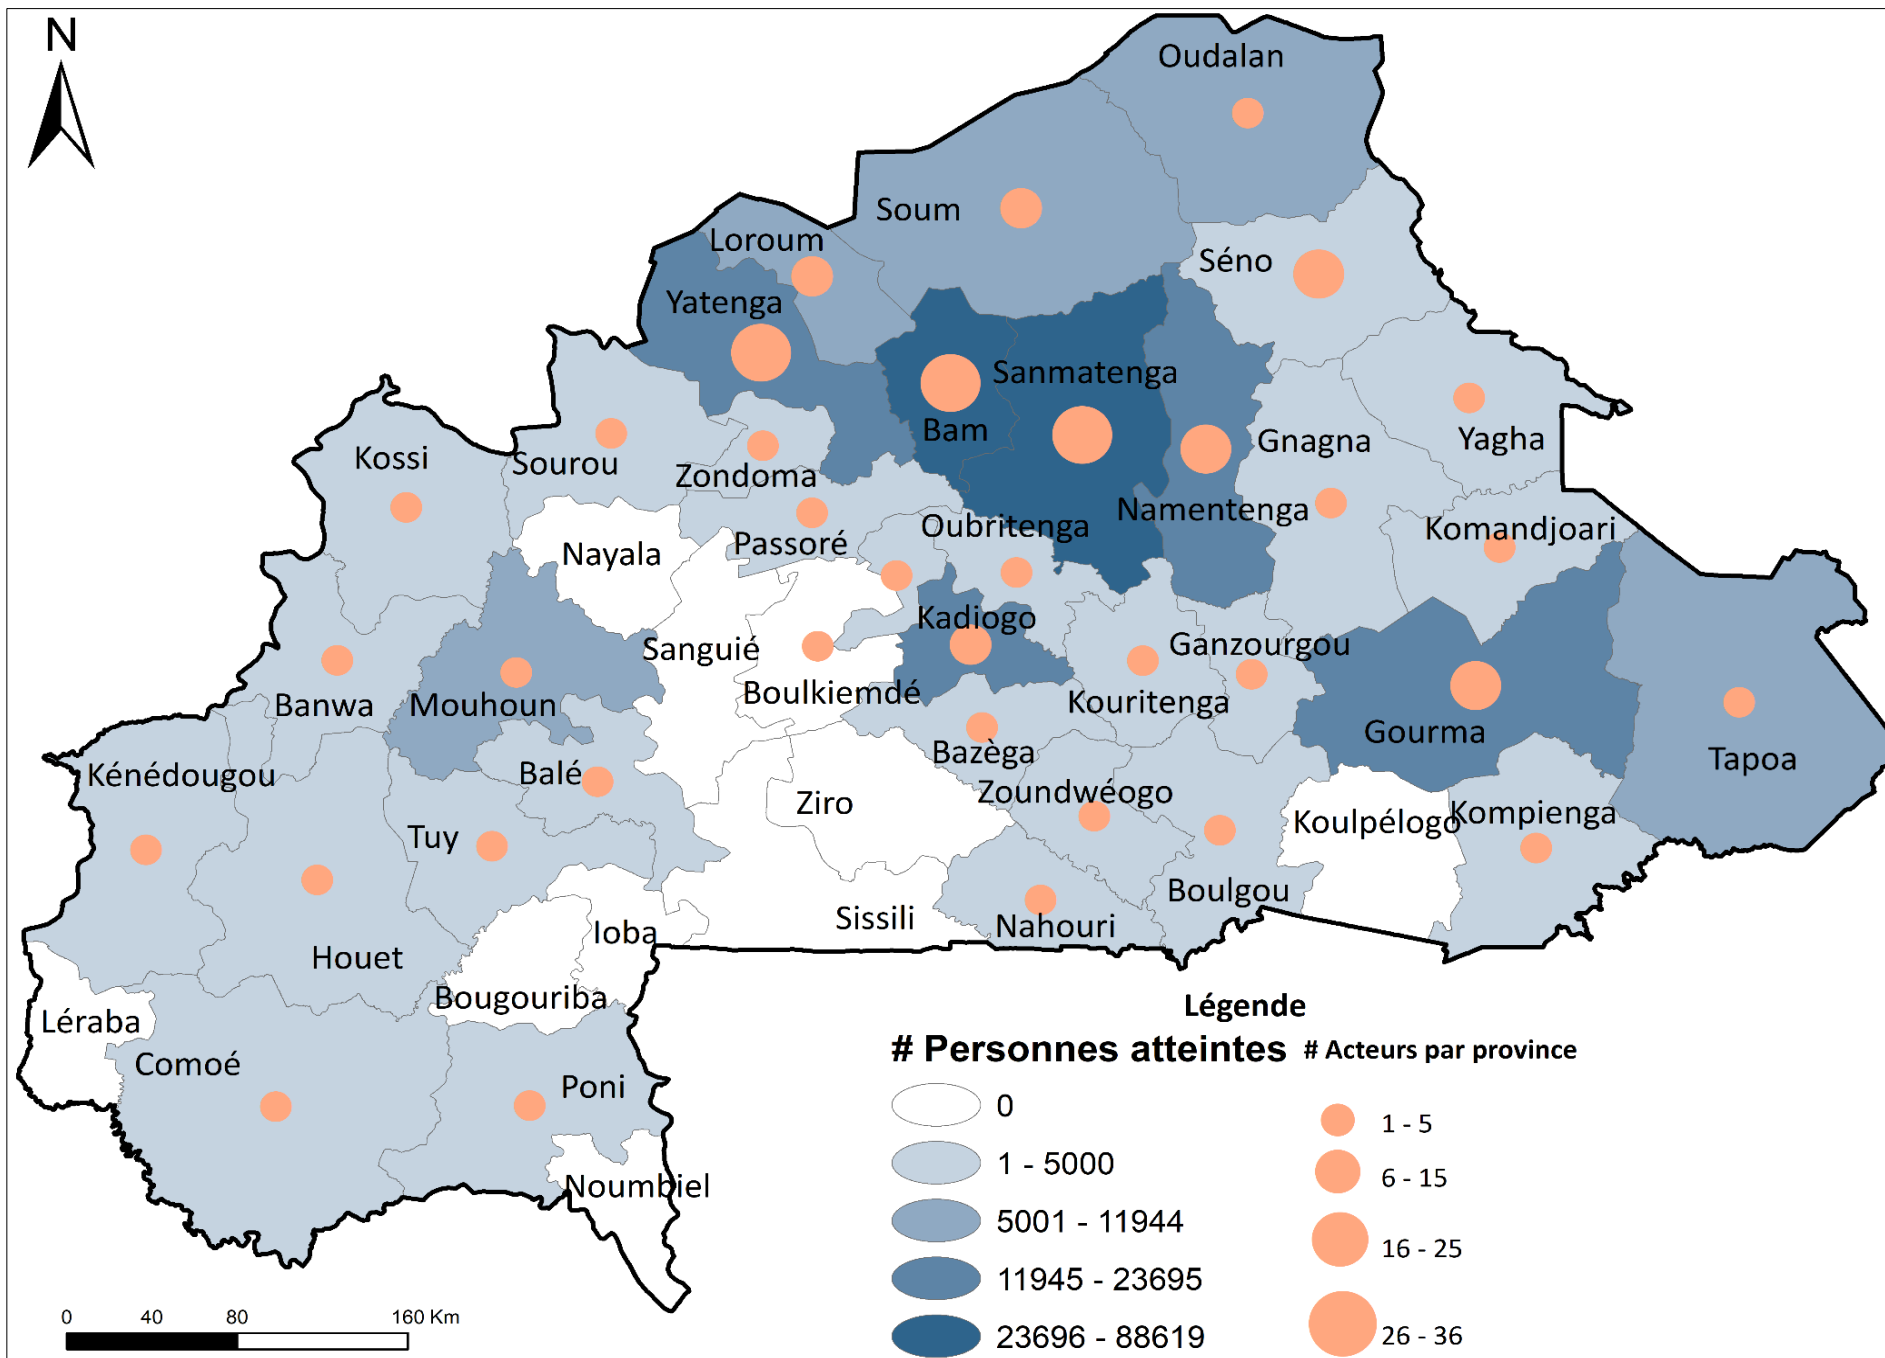 N
Oudalan
Soum
Loroum
Séno
Yatenga
Sanmatenga
Bam
Gnagna
Yagha
Kossi
Sourou
Zondoma
Namentenga
Oubritenga
Komandjoari
Passoré
Nayala
Kadiogo
Ganzourgou
Sanguié
Boulkiemdé
Kouritenga
Banwa
Mouhoun
Gourma
Bazèga
Tapoa
Kénédougou
Balé
Zoundwéogo
Ziro
Koulpélogo
Kompienga
Tuy
Boulgou
Sissili
Nahouri
Ioba
Houet
Bougouriba
Léraba
Comoé
Poni
Noumbiel
Légende
# Personnes atteintes
0
1 - 5000
5001 - 11944
11945 - 23695
23696 - 88619
# Acteurs par province
1 - 5
6 - 15
16 - 25
26 - 36
0 40 80 160 Km